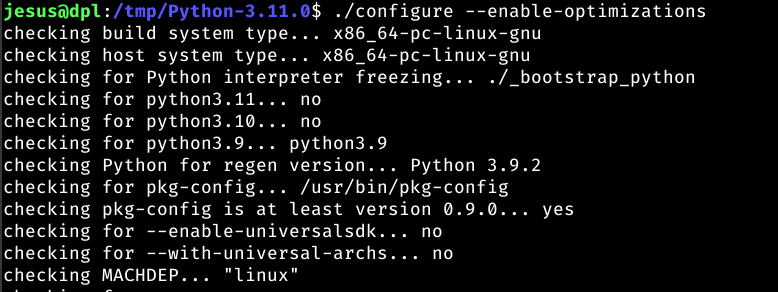 jesus@dpl:/tmp/Python-3.11.0$ ./configure --enable-optimizations
checking build system type... x86_64-pc-linux-gnu
checking host system type... x86_64-pc-linux-gnu
checking for Python interpreter freezing... ./_bootstrap_python
checking for python3.11... no
checking for python3.10... no
checking for python3.9... python3.9
checking Python for regen version... Python 3.9.2
checking for pkg-config... /usr/bin/pkg-config
checking pkg-config is at least version 0.9.0... yes
checking for --enable-universalsdk... no
checking for --with-universal-archs... no
checking MACHDEP... "linux"